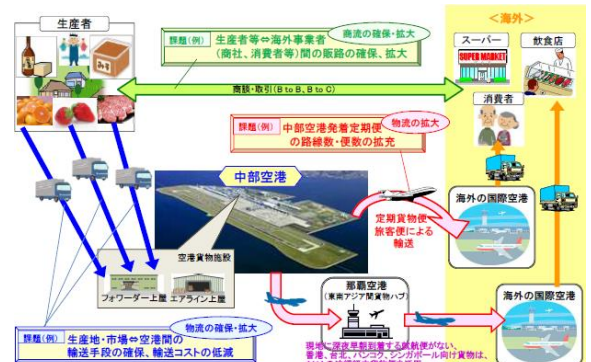 生産者
みそ
課題(例)
商流の確保・拡大
生産者等⇔海外事業者
(商社、消費者等)間の販路の確保、拡大
商談・取引(B to B、B to C)
<海外>
スーパー
飲食店
SUPER MARKET
消費者
課題(例)
物流の拡大
中部空港発着定期便
の路線数・便数の拡充
中部空港
定期貨物便
旅客便による
輸送
海外の国際空港
空港貨物施設
フォワーダー上屋
エアライン上屋
那覇空港
(東南アジア間貨物ハブ)
海外の国際空港
課題(例)
物流の確保・拡大
生産地・市場⇔空港間の
輸送手段の確保、輸送コストの低減
現地に深夜早朝到着する就航便がない、
香港、台北、バンコク、シンガポール向け貨物は、